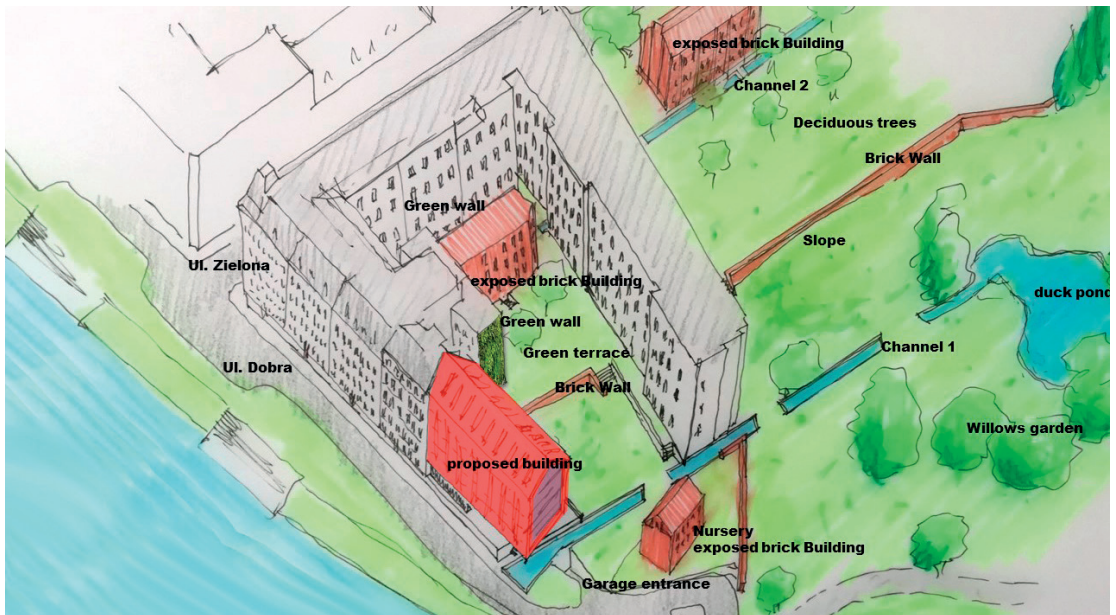 exposed brick Building
Channel 2
Deciduous trees
Brick Wall
Green wall
Slope
Ul. Zielona
exposed brick Building
duck pond
Green wall
Channel 1
Green terrace
Ul. Dobra
Brick Wall
Willows garden
proposed building
Nursery
exposed brick Building
Garage entrance